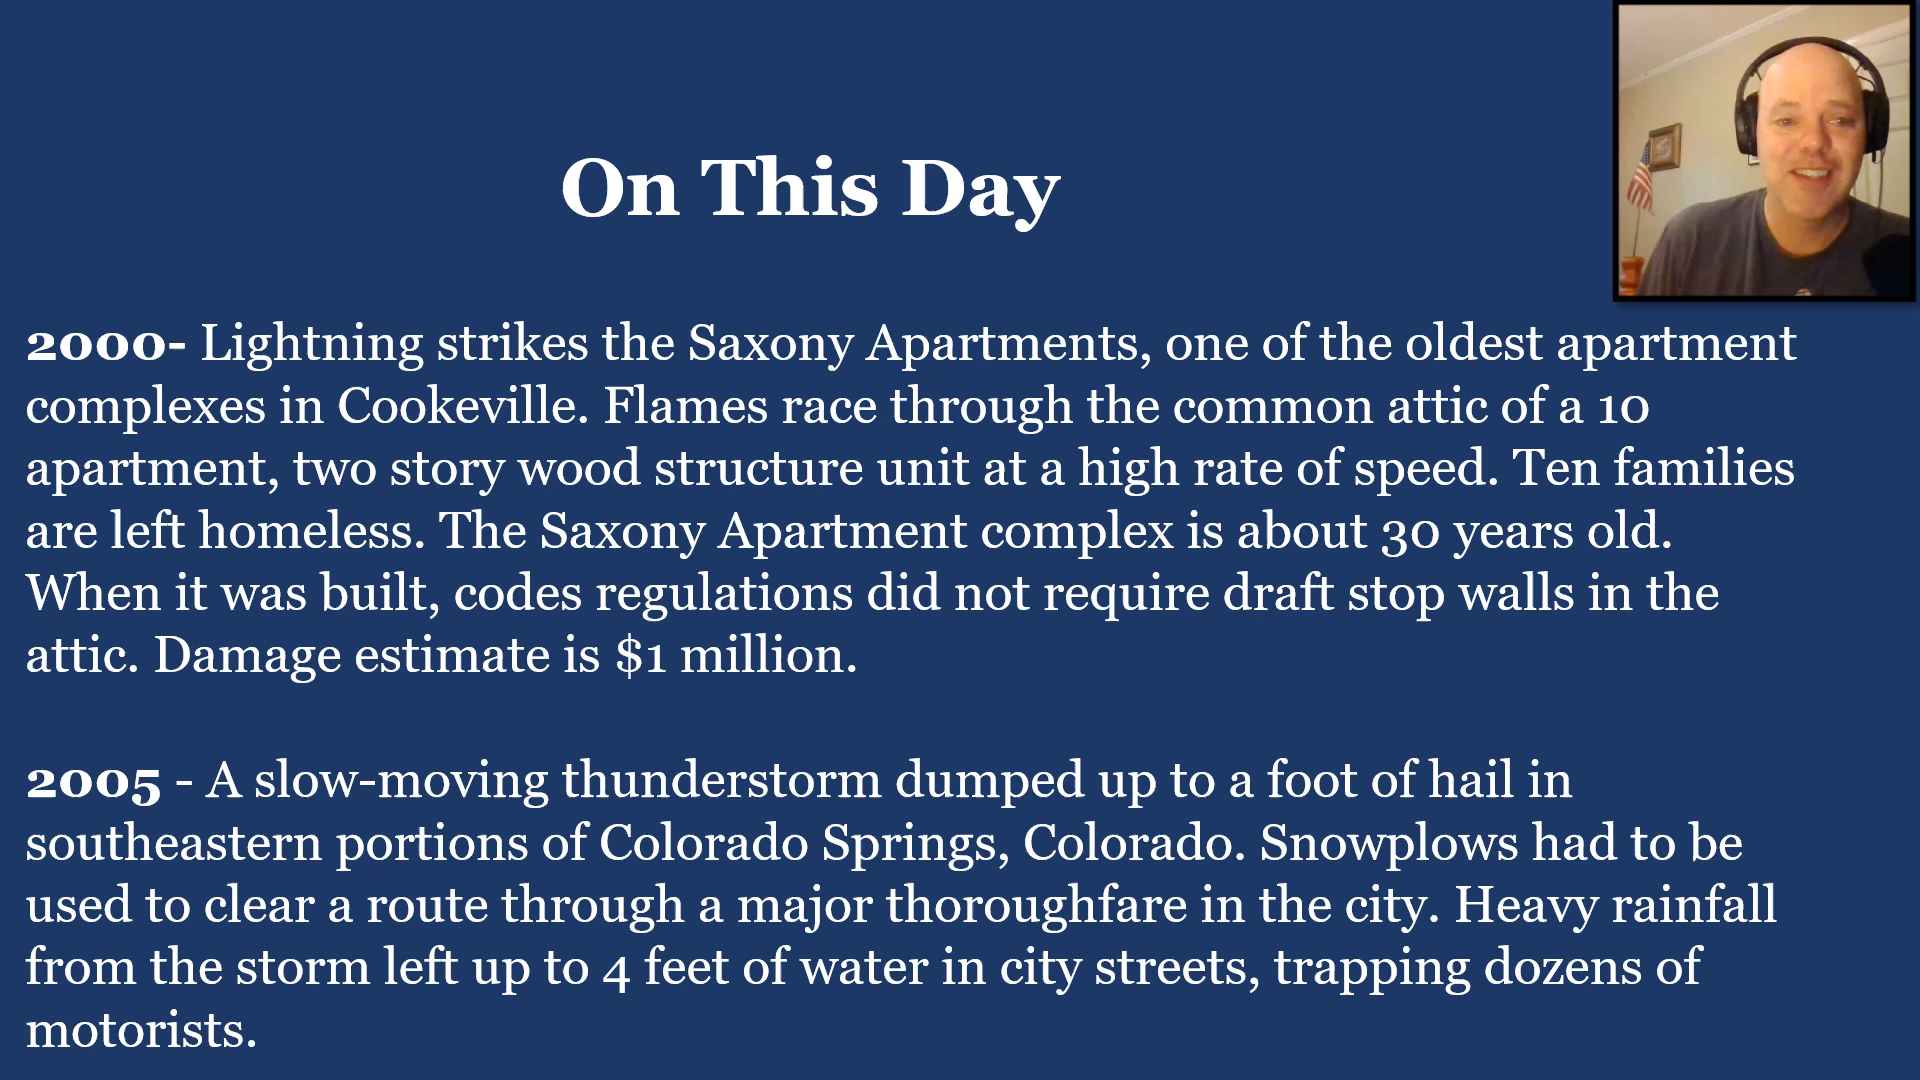 On This Day
2000- Lightning strikes the Saxony Apartments, one of the oldest apartment
complexes in Cookeville. Flames race through the common attic of a 10
apartment, two story wood structure unit at a high rate of speed. Ten families
are left homeless. The Saxony Apartment complex is about 30 years old.
When it was built, codes regulations did not require draft stop walls in the
attic. Damage estimate is $1 million.
2005 - A slow-moving thunderstorm dumped up to a foot of hail in
southeastern portions of Colorado Springs, Colorado. Snowplows had to be
used to clear a route through a major thoroughfare in the city. Heavy rainfall
from the storm left up to 4 feet of water in city streets, trapping dozens of
motorists.